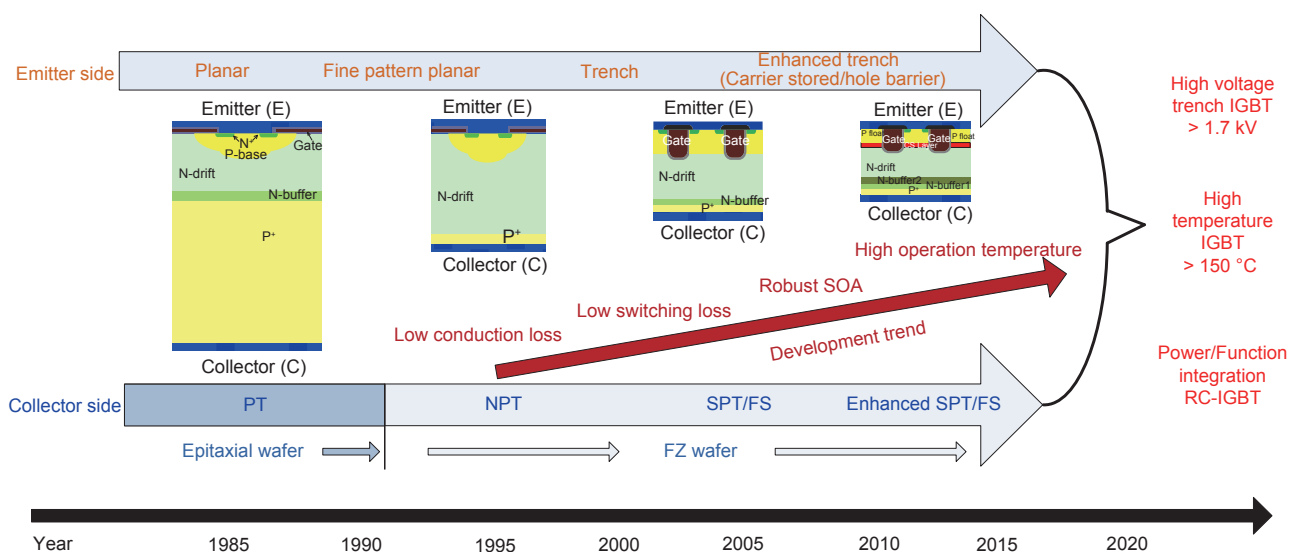 Emitter side
Planar
Fine pattern planar
Trench
Enhanced trench
(Carrier stored/hole barrier)
Emitter (E)
N⁺
P-base
Gate
N-drift
N-buffer
P⁺
Collector (C)
Emitter (E)
N-drift
P⁺
Collector (C)
Emitter (E)
Gate
Gate
N-drift
N-buffer
P⁺
Collector (C)
Emitter (E)
P float
Gate
Gate
P float
CS Layer
N-drift
N-buffer2
N-buffer1
P⁺
Collector (C)
Low conduction loss
Low switching loss
Robust SOA
High operation temperature
Development trend
High voltage
trench IGBT
> 1.7 kV
High
temperature
IGBT
> 150 °C
Power/Function
integration
RC-IGBT
Collector side
PT
NPT
SPT/FS
Enhanced SPT/FS
Epitaxial wafer
FZ wafer
Year
1985
1990
1995
2000
2005
2010
2015
2020